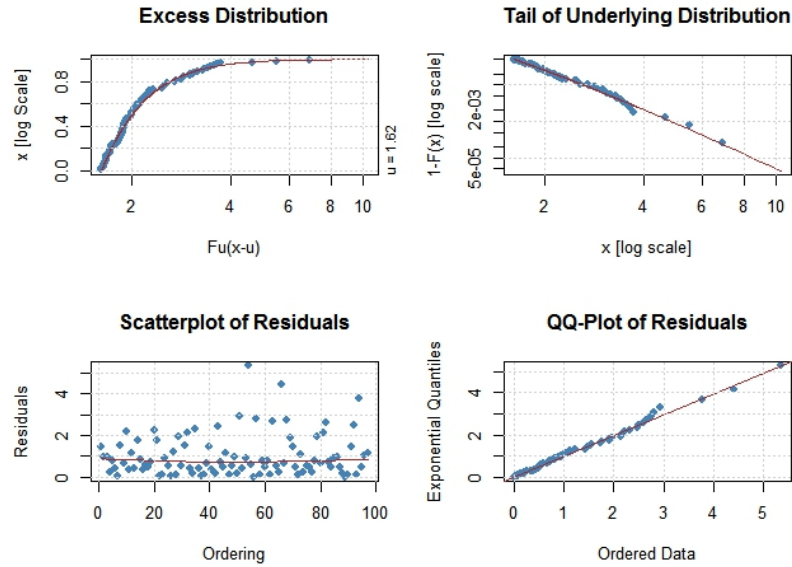 Excess Distribution
x [log Scale]
0.0 0.4 0.8
2 4 6 8 10
Fu(x-u)
u = 1.62
Tail of Underlying Distribution
1-F(x) [log scale]
5e-05 2e-03
2 4 6 8 10
x [log scale]
Scatterplot of Residuals
Residuals
0 2 4
0 20 40 60 80 100
Ordering
QQ-Plot of Residuals
Exponential Quantiles
0 2 4
0 1 2 3 4 5
Ordered Data